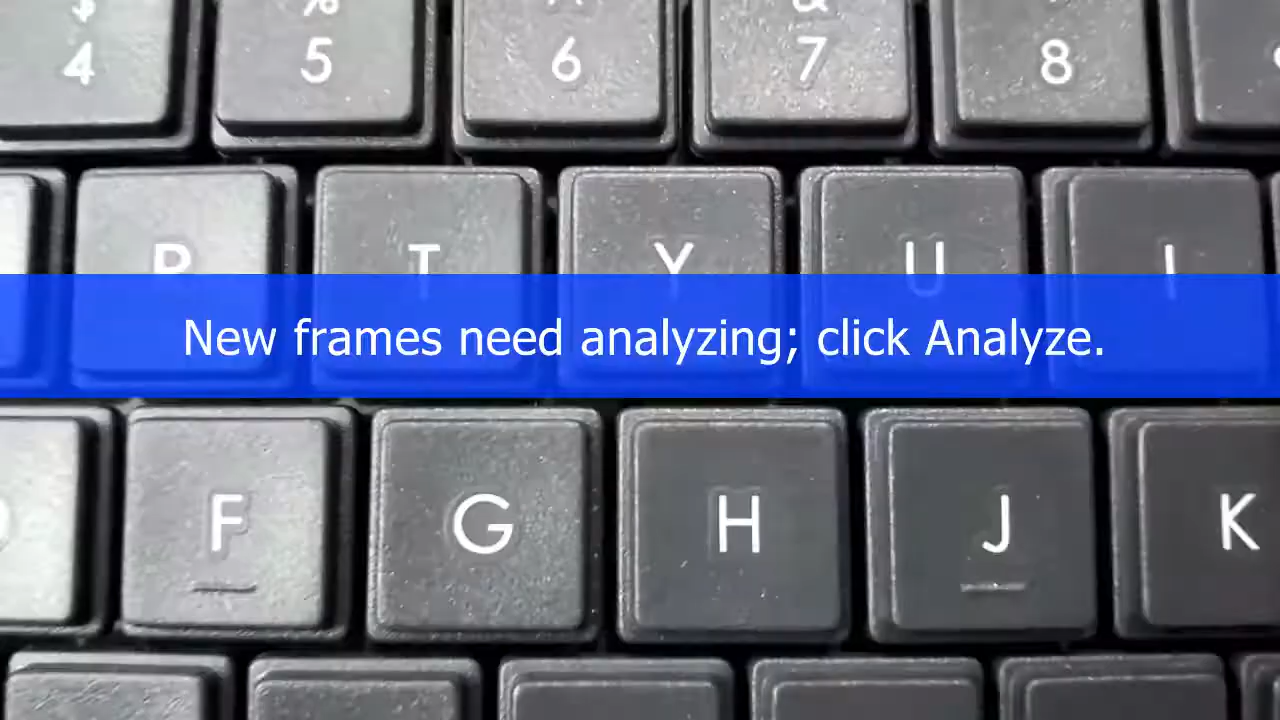 $ % ^ &
4 5 6 7 8
R T Y U I
New frames need analyzing; click Analyze.
F G H J K